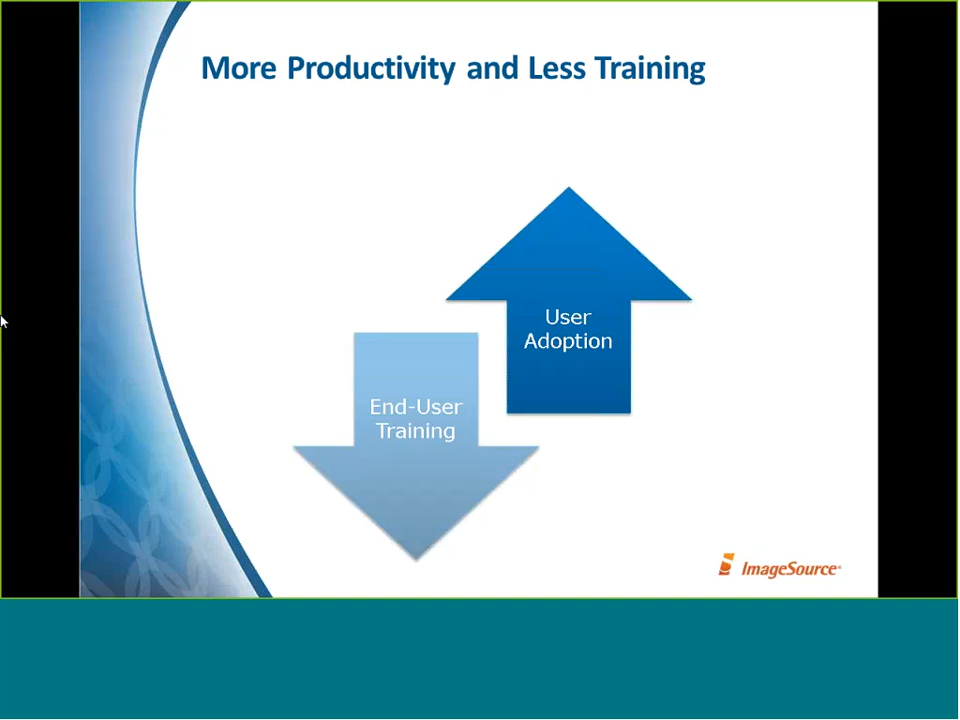 More Productivity and Less Training
User
Adoption
End-User
Training
ImageSource®